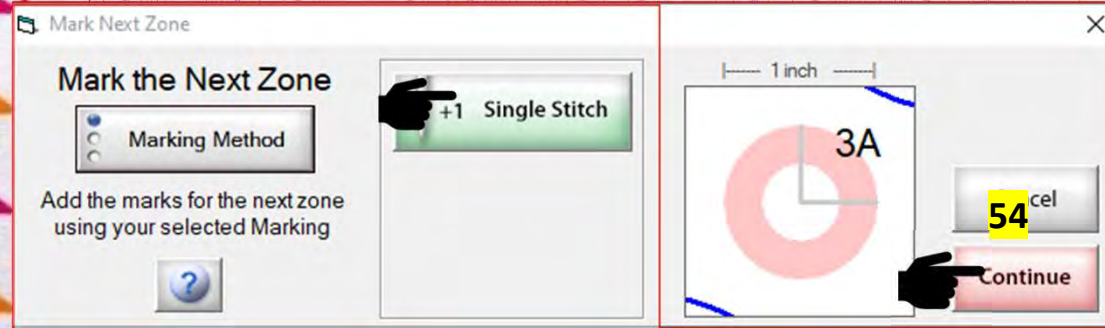 Mark Next Zone
Mark the Next Zone
Marking Method
Add the marks for the next zone
using your selected Marking
?
+1 Single Stitch
|------ 1 inch ------|
3A
54
Continue